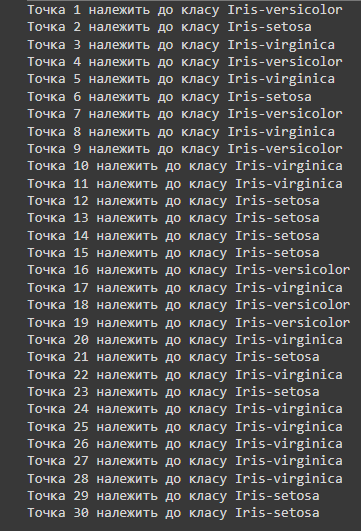 Точка 1 належить до класу Iris-versicolor
Точка 2 належить до класу Iris-setosa
Точка 3 належить до класу Iris-virginica
Точка 4 належить до класу Iris-versicolor
Точка 5 належить до класу Iris-virginica
Точка 6 належить до класу Iris-setosa
Точка 7 належить до класу Iris-versicolor
Точка 8 належить до класу Iris-virginica
Точка 9 належить до класу Iris-versicolor
Точка 10 належить до класу Iris-virginica
Точка 11 належить до класу Iris-virginica
Точка 12 належить до класу Iris-setosa
Точка 13 належить до класу Iris-setosa
Точка 14 належить до класу Iris-setosa
Точка 15 належить до класу Iris-setosa
Точка 16 належить до класу Iris-versicolor
Точка 17 належить до класу Iris-virginica
Точка 18 належить до класу Iris-versicolor
Точка 19 належить до класу Iris-versicolor
Точка 20 належить до класу Iris-virginica
Точка 21 належить до класу Iris-setosa
Точка 22 належить до класу Iris-virginica
Точка 23 належить до класу Iris-setosa
Точка 24 належить до класу Iris-virginica
Точка 25 належить до класу Iris-virginica
Точка 26 належить до класу Iris-virginica
Точка 27 належить до класу Iris-virginica
Точка 28 належить до класу Iris-virginica
Точка 29 належить до класу Iris-setosa
Точка 30 належить до класу Iris-setosa